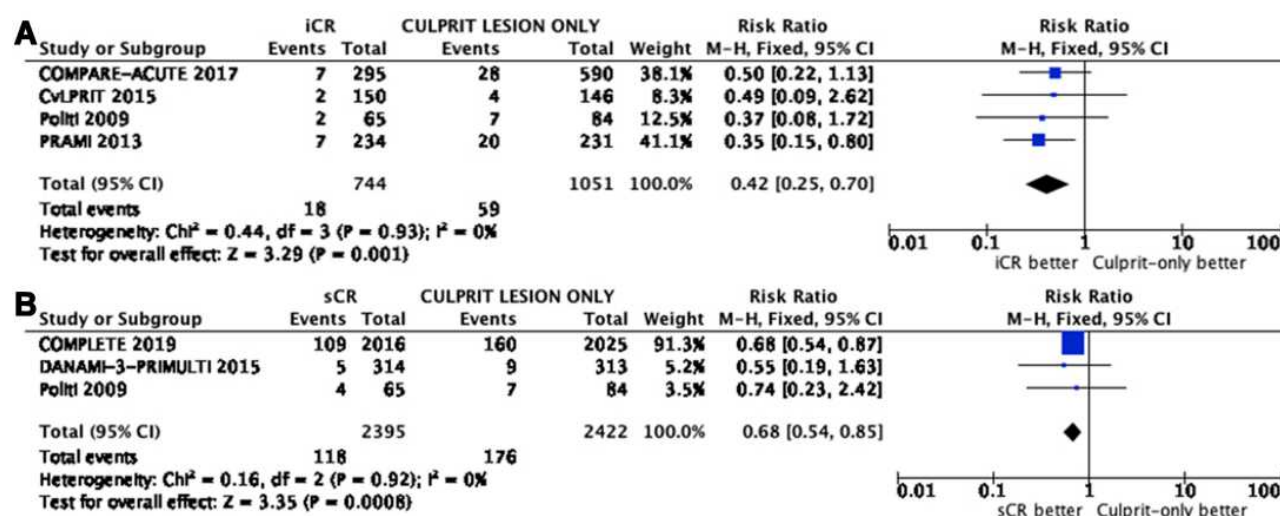 A
iCR CULPRIT LESION ONLY Risk Ratio Risk Ratio
Study or Subgroup Events Total Events Total Weight M-H, Fixed, 95% CI M-H, Fixed, 95% CI
COMPARE-ACUTE 2017 7 295 28 590 38.1% 0.50 [0.22, 1.13]
CvLPRIT 2015 2 150 4 146 8.3% 0.49 [0.09, 2.62]
Politi 2009 2 65 7 84 12.5% 0.37 [0.08, 1.72]
PRAMI 2013 7 234 20 231 41.1% 0.35 [0.15, 0.80]
Total (95% CI) 744 1051 100.0% 0.42 [0.25, 0.70]
Total events 18 59
Heterogeneity: Chi² = 0.44, df = 3 (P = 0.93); I² = 0%
Test for overall effect: Z = 3.29 (P = 0.001)
0.01 0.1 1 10 100
iCR better Culprit-only better
B
sCR CULPRIT LESION ONLY Risk Ratio Risk Ratio
Study or Subgroup Events Total Events Total Weight M-H, Fixed, 95% CI M-H, Fixed, 95% CI
COMPLETE 2019 109 2016 160 2025 91.3% 0.68 [0.54, 0.87]
DANAMI-3-PRIMULTI 2015 5 314 9 313 5.2% 0.55 [0.19, 1.63]
Politi 2009 4 65 7 84 3.5% 0.74 [0.23, 2.42]
Total (95% CI) 2395 2422 100.0% 0.68 [0.54, 0.85]
Total events 118 176
Heterogeneity: Chi² = 0.16, df = 2 (P = 0.92); I² = 0%
Test for overall effect: Z = 3.35 (P = 0.0008)
0.01 0.1 1 10 100
sCR better Culprit-only better